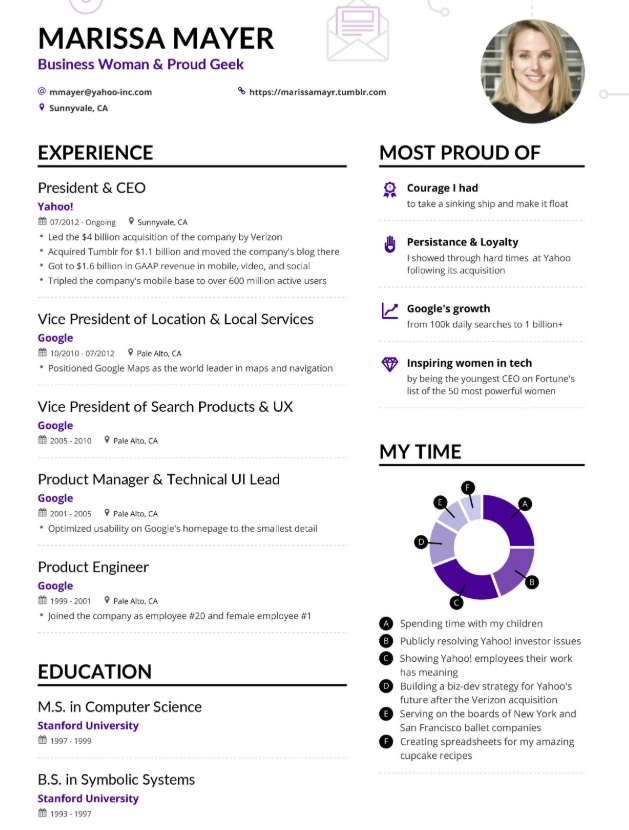 MARISSA MAYER
Business Woman & Proud Geek
@ mmayer@yahoo-inc.com
https://marissamayr.tumblr.com
Sunnyvale, CA
EXPERIENCE
President & CEO
Yahoo!
07/2012 - Ongoing Sunnyvale, CA
• Led the $4 billion acquisition of the company by Verizon
• Acquired Tumblr for $1.1 billion and moved the company's blog there
• Got to $1.6 billion in GAAP revenue in mobile, video, and social
• Tripled the company's mobile base to over 600 million active users
Vice President of Location & Local Services
Google
10/2010 - 07/2012 Pale Alto, CA
• Positioned Google Maps as the world leader in maps and navigation
Vice President of Search Products & UX
Google
2005 - 2010 Pale Alto, CA
Product Manager & Technical UI Lead
Google
2001 - 2005 Pale Alto, CA
• Optimized usability on Google's homepage to the smallest detail
Product Engineer
Google
1999 - 2001 Pale Alto, CA
• Joined the company as employee #20 and female employee #1
EDUCATION
M.S. in Computer Science
Stanford University
1997 - 1999
B.S. in Symbolic Systems
Stanford University
1993 - 1997
MOST PROUD OF
Courage I had
to take a sinking ship and make it float
Persistance & Loyalty
I showed through hard times at Yahoo
following its acquisition
Google's growth
from 100k daily searches to 1 billion+
Inspiring women in tech
by being the youngest CEO on Fortune's
list of the 50 most powerful women
MY TIME
F
E
A
D
B
C
A Spending time with my children
B Publicly resolving Yahoo! investor issues
C Showing Yahoo! employees their work
has meaning
D Building a biz-dev strategy for Yahoo's
future after the Verizon acquisition
E Serving on the boards of New York and
San Francisco ballet companies
F Creating spreadsheets for my amazing
cupcake recipes